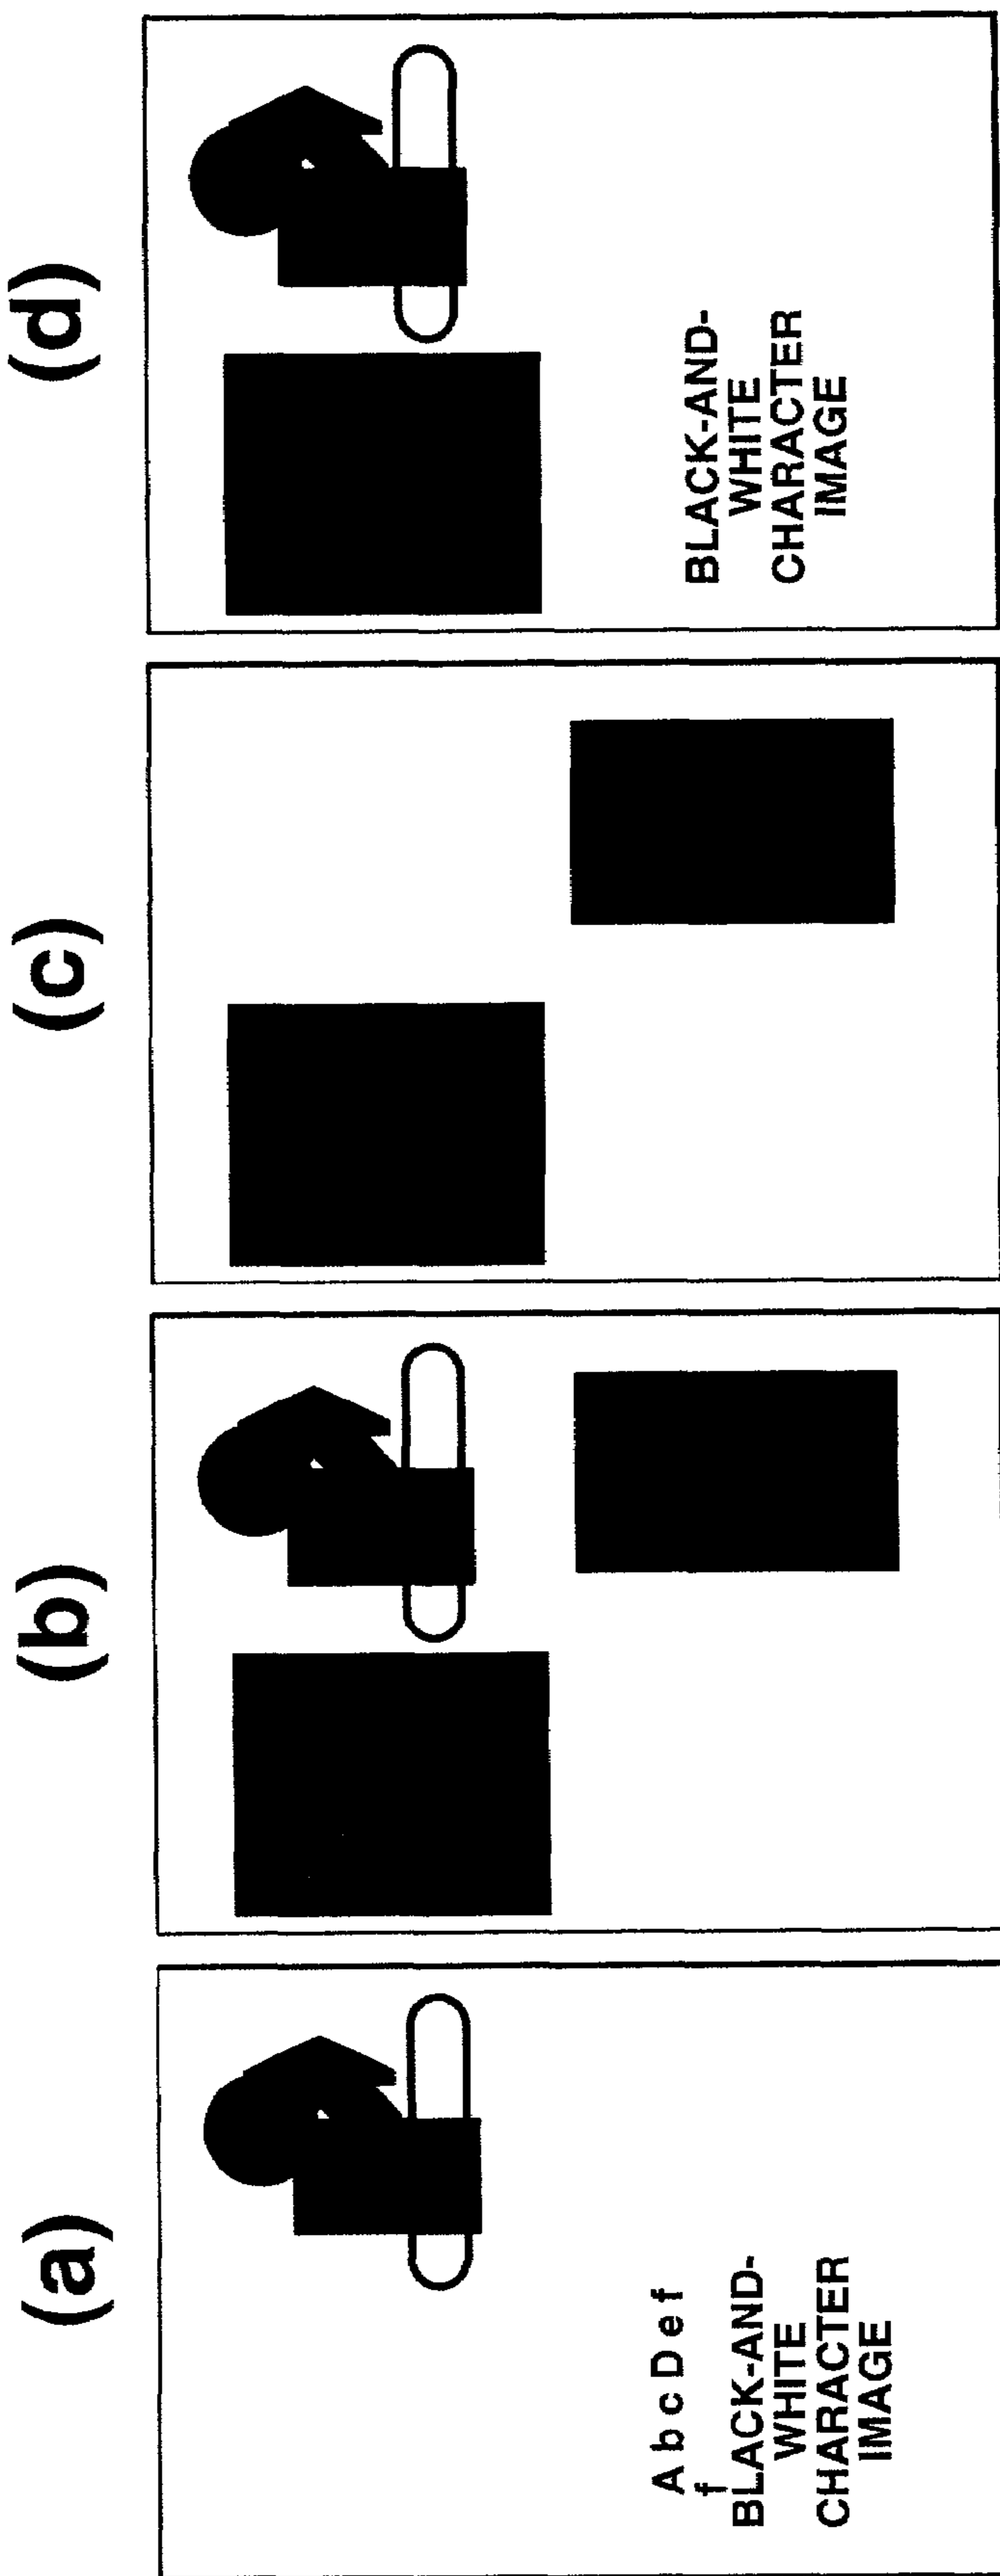 (a)
A b c D e f
f
BLACK-AND-
WHITE
CHARACTER
IMAGE
(b)
(c)
(d)
BLACK-AND-
WHITE
CHARACTER
IMAGE